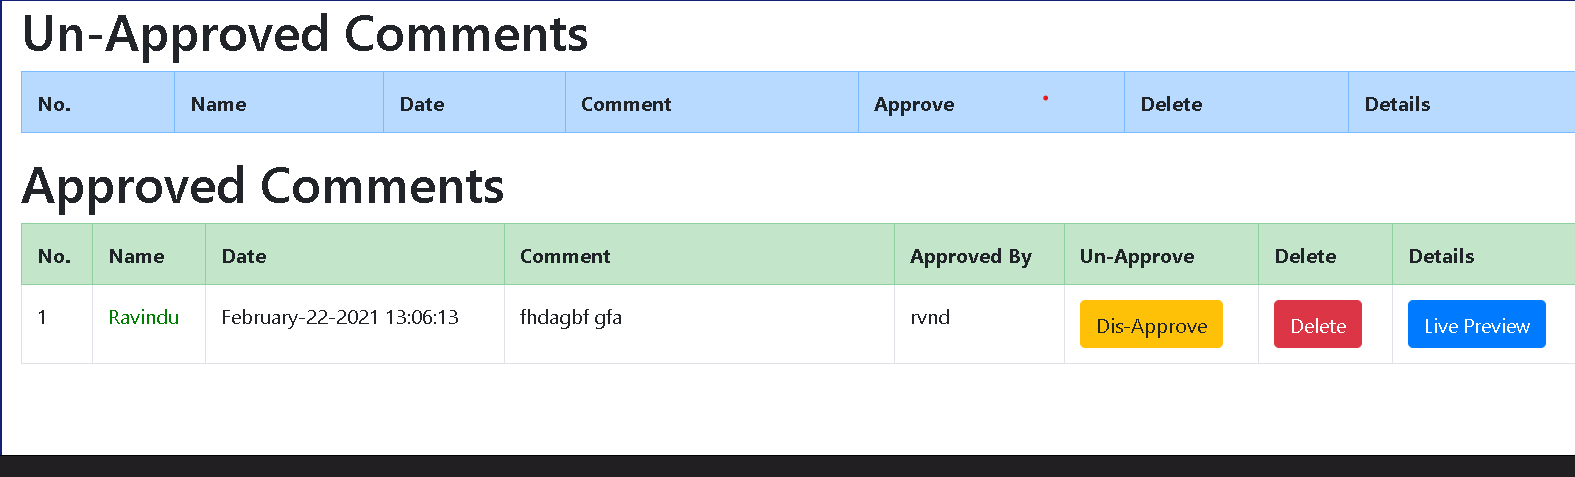 Un-Approved Comments
No. Name Date Comment Approve Delete Details
Approved Comments
No. Name Date Comment Approved By Un-Approve Delete Details
1 Ravindu February-22-2021 13:06:13 fhdagbf gfa rvnd Dis-Approve Delete Live Preview